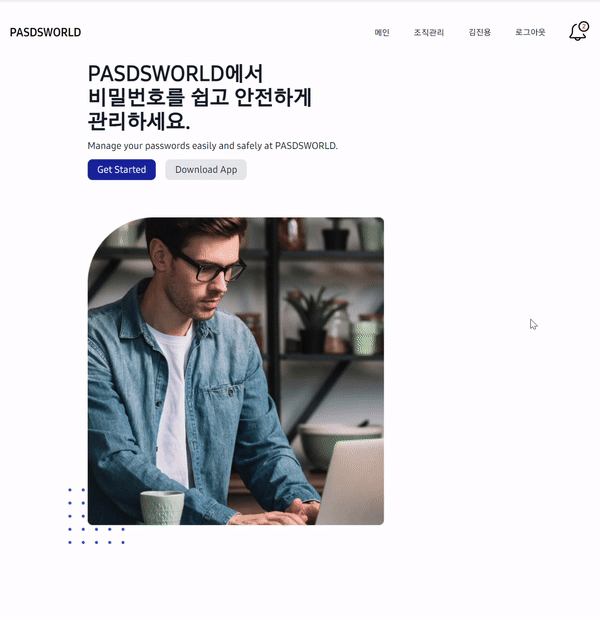 PASDSWORLD
메인
조직관리
김진용
로그아웃
2
PASDSWORLD에서
비밀번호를 쉽고 안전하게
관리하세요.
Manage your passwords easily and safely at PASDSWORLD.
Get Started
Download App